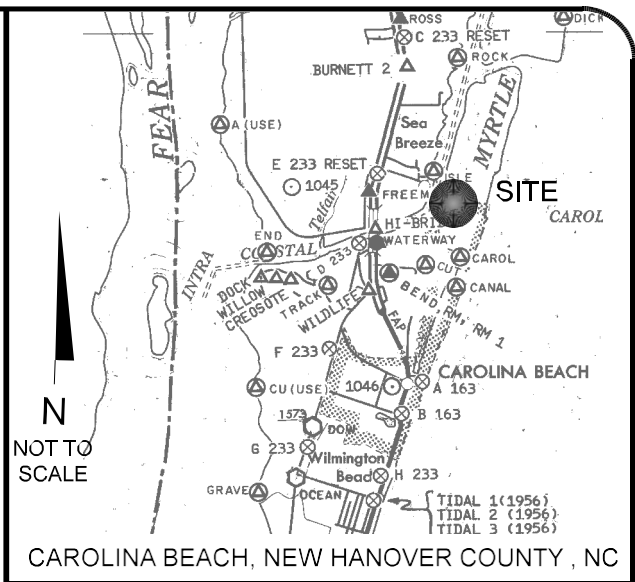 ROSS
DICK
C 233 RESET
ROCK
BURNETT 2
FEAR
MYRTLE
A (USE)
Sea
Breeze
E 233 RESET
1045
ISLE
FREEM
SITE
Telfair
CAROL
HI-BRI
END
COASTAL
WATERWAY
INTRA
D 233
CU
CAROL
DOCK
WILLOW
CREOSOTE
TRACK
WILDLIFE
BEND, RM, RM 1
CANAL
FAP
F 233
CAROLINA BEACH
CU (USE)
1046
A 163
N
NOT TO
SCALE
1573
DOW
B 163
G 233
Wilmington
Beach
H 233
GRAVE
OCEAN
TIDAL 1 (1956)
TIDAL 2 (1956)
TIDAL 3 (1956)
CAROLINA BEACH, NEW HANOVER COUNTY , NC